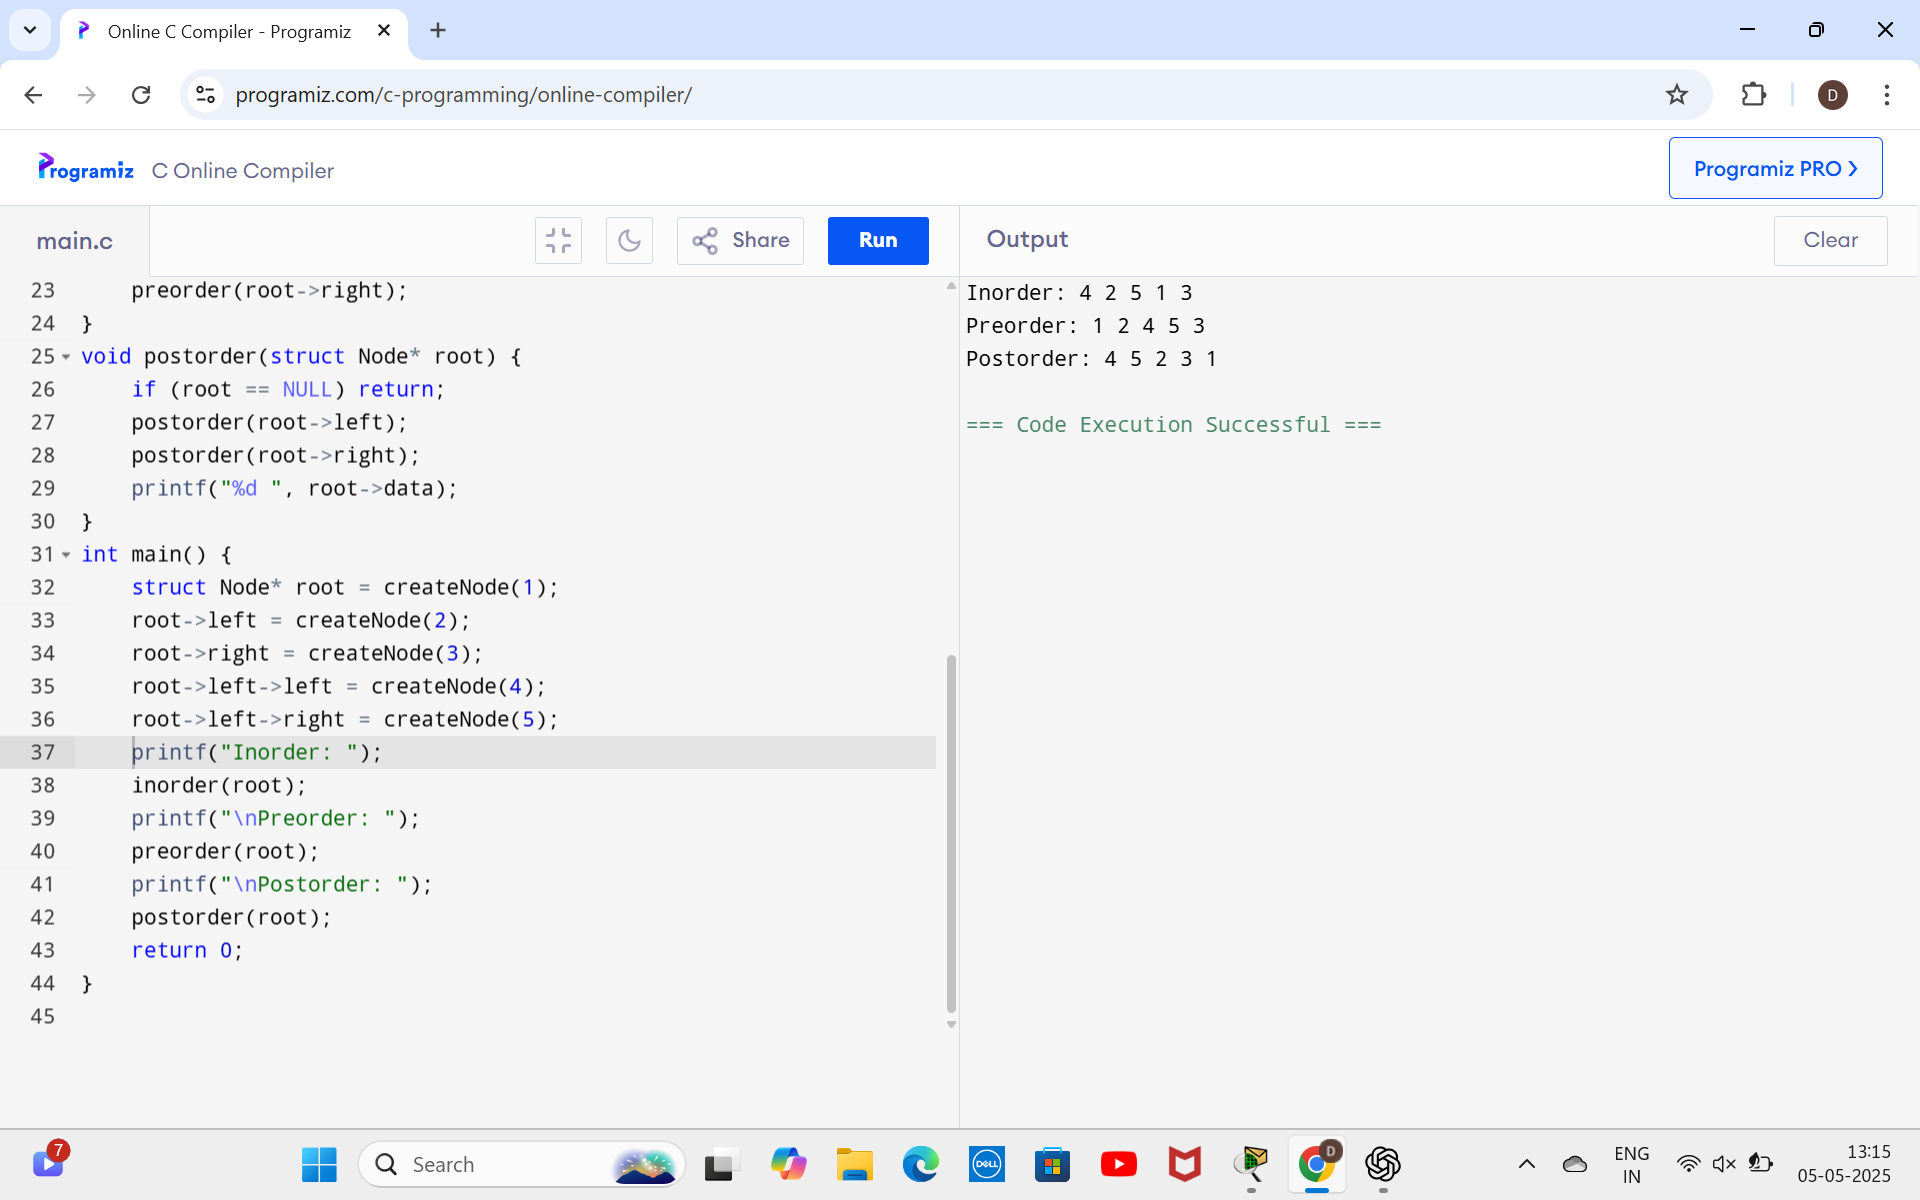 Online C Compiler - Programiz
programiz.com/c-programming/online-compiler/
D
Programiz C Online Compiler
Programiz PRO
main.c
Share
Run
Output
Clear
23 preorder(root->right);
24 }
25 void postorder(struct Node* root) {
26 if (root == NULL) return;
27 postorder(root->left);
28 postorder(root->right);
29 printf("%d ", root->data);
30 }
31 int main() {
32 struct Node* root = createNode(1);
33 root->left = createNode(2);
34 root->right = createNode(3);
35 root->left->left = createNode(4);
36 root->left->right = createNode(5);
37 printf("Inorder: ");
38 inorder(root);
39 printf("\nPreorder: ");
40 preorder(root);
41 printf("\nPostorder: ");
42 postorder(root);
43 return 0;
44 }
45
Inorder: 4 2 5 1 3
Preorder: 1 2 4 5 3
Postorder: 4 5 2 3 1
=== Code Execution Successful ===
7
Search
DELL
D
ENG
IN
13:15
05-05-2025